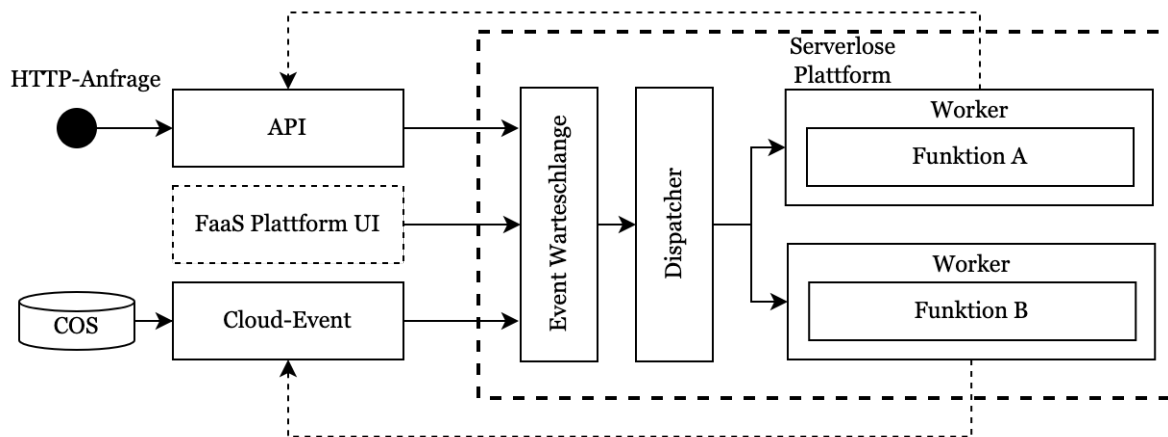 HTTP-Anfrage
API
FaaS Plattform UI
COS
Cloud-Event
Event Warteschlange
Dispatcher
Serverlose
Plattform
Worker
Funktion A
Worker
Funktion B